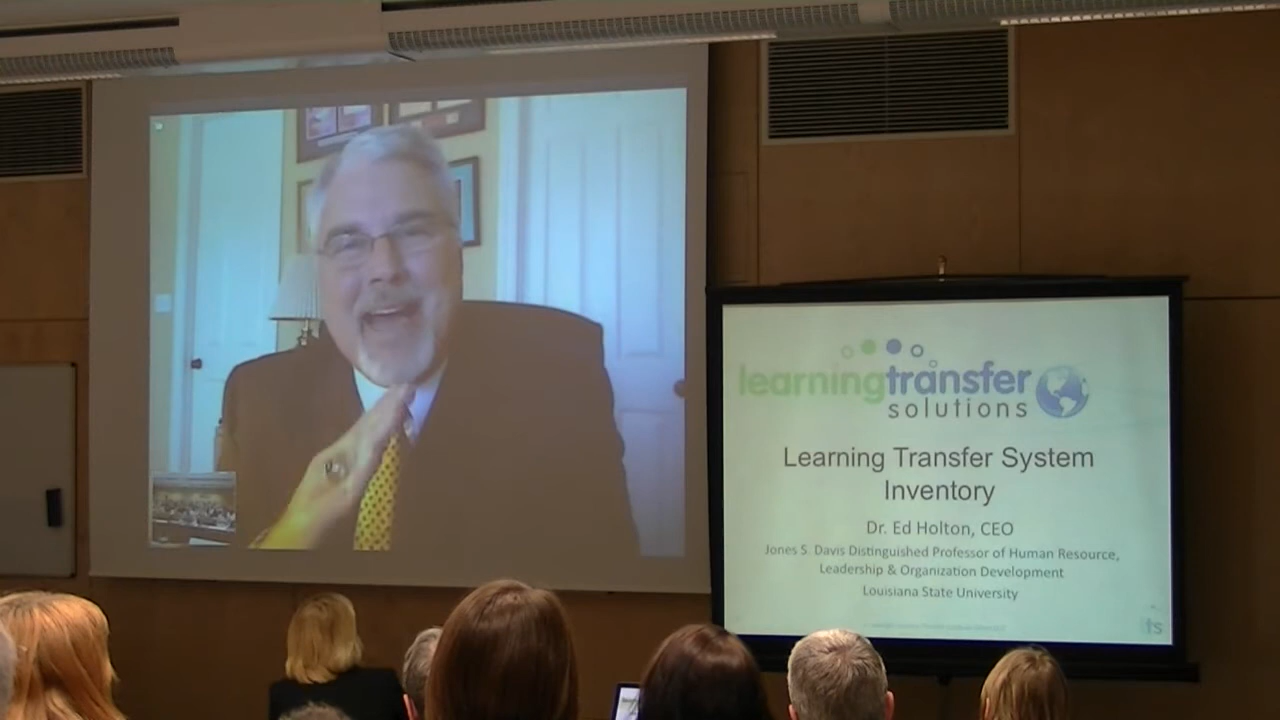 learningtransfer
solutions
Learning Transfer System
Inventory
Dr. Ed Holton, CEO
Jones S. Davis Distinguished Professor of Human Resource,
Leadership & Organization Development
Louisiana State University
ts